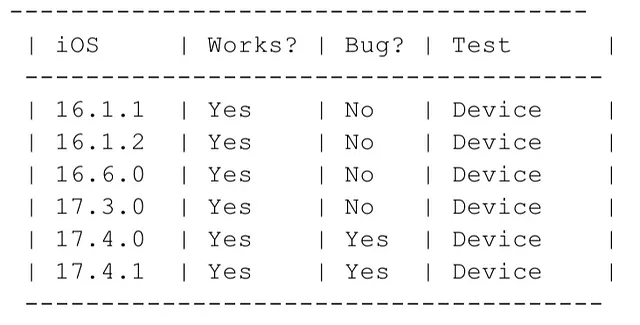 --------------------------------------
| iOS     | Works? | Bug? | Test      |
--------------------------------------
| 16.1.1  | Yes    | No   | Device    |
| 16.1.2  | Yes    | No   | Device    |
| 16.6.0  | Yes    | No   | Device    |
| 17.3.0  | Yes    | No   | Device    |
| 17.4.0  | Yes    | Yes  | Device    |
| 17.4.1  | Yes    | Yes  | Device    |
--------------------------------------